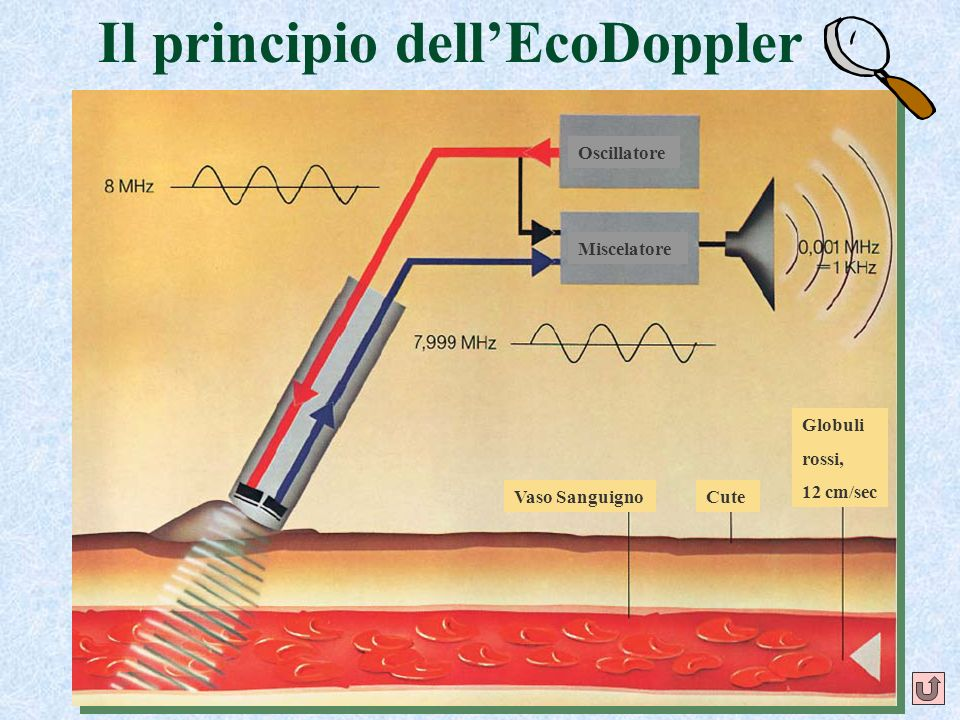 Il principio dell’EcoDoppler
Oscillatore
8 MHz
Miscelatore
0,001 MHz
=1 KHz
7,999 MHz
Globuli
rossi,
12 cm/sec
Vaso Sanguigno
Cute